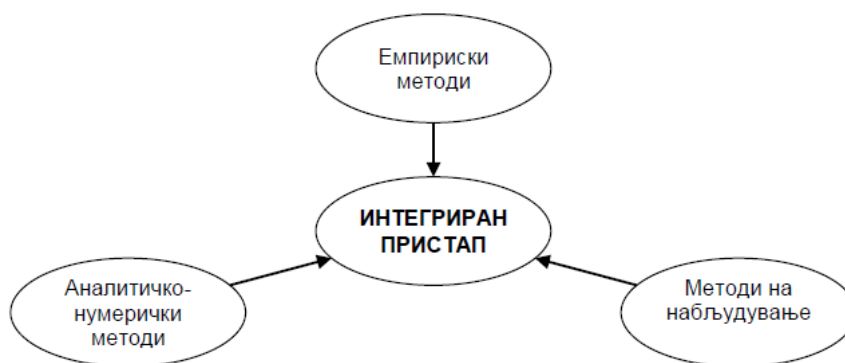 Емпириски
методи
ИНТЕГРИРАН
ПРИСТАП
Аналитичко-
нумерички
методи
Методи на
набљудување